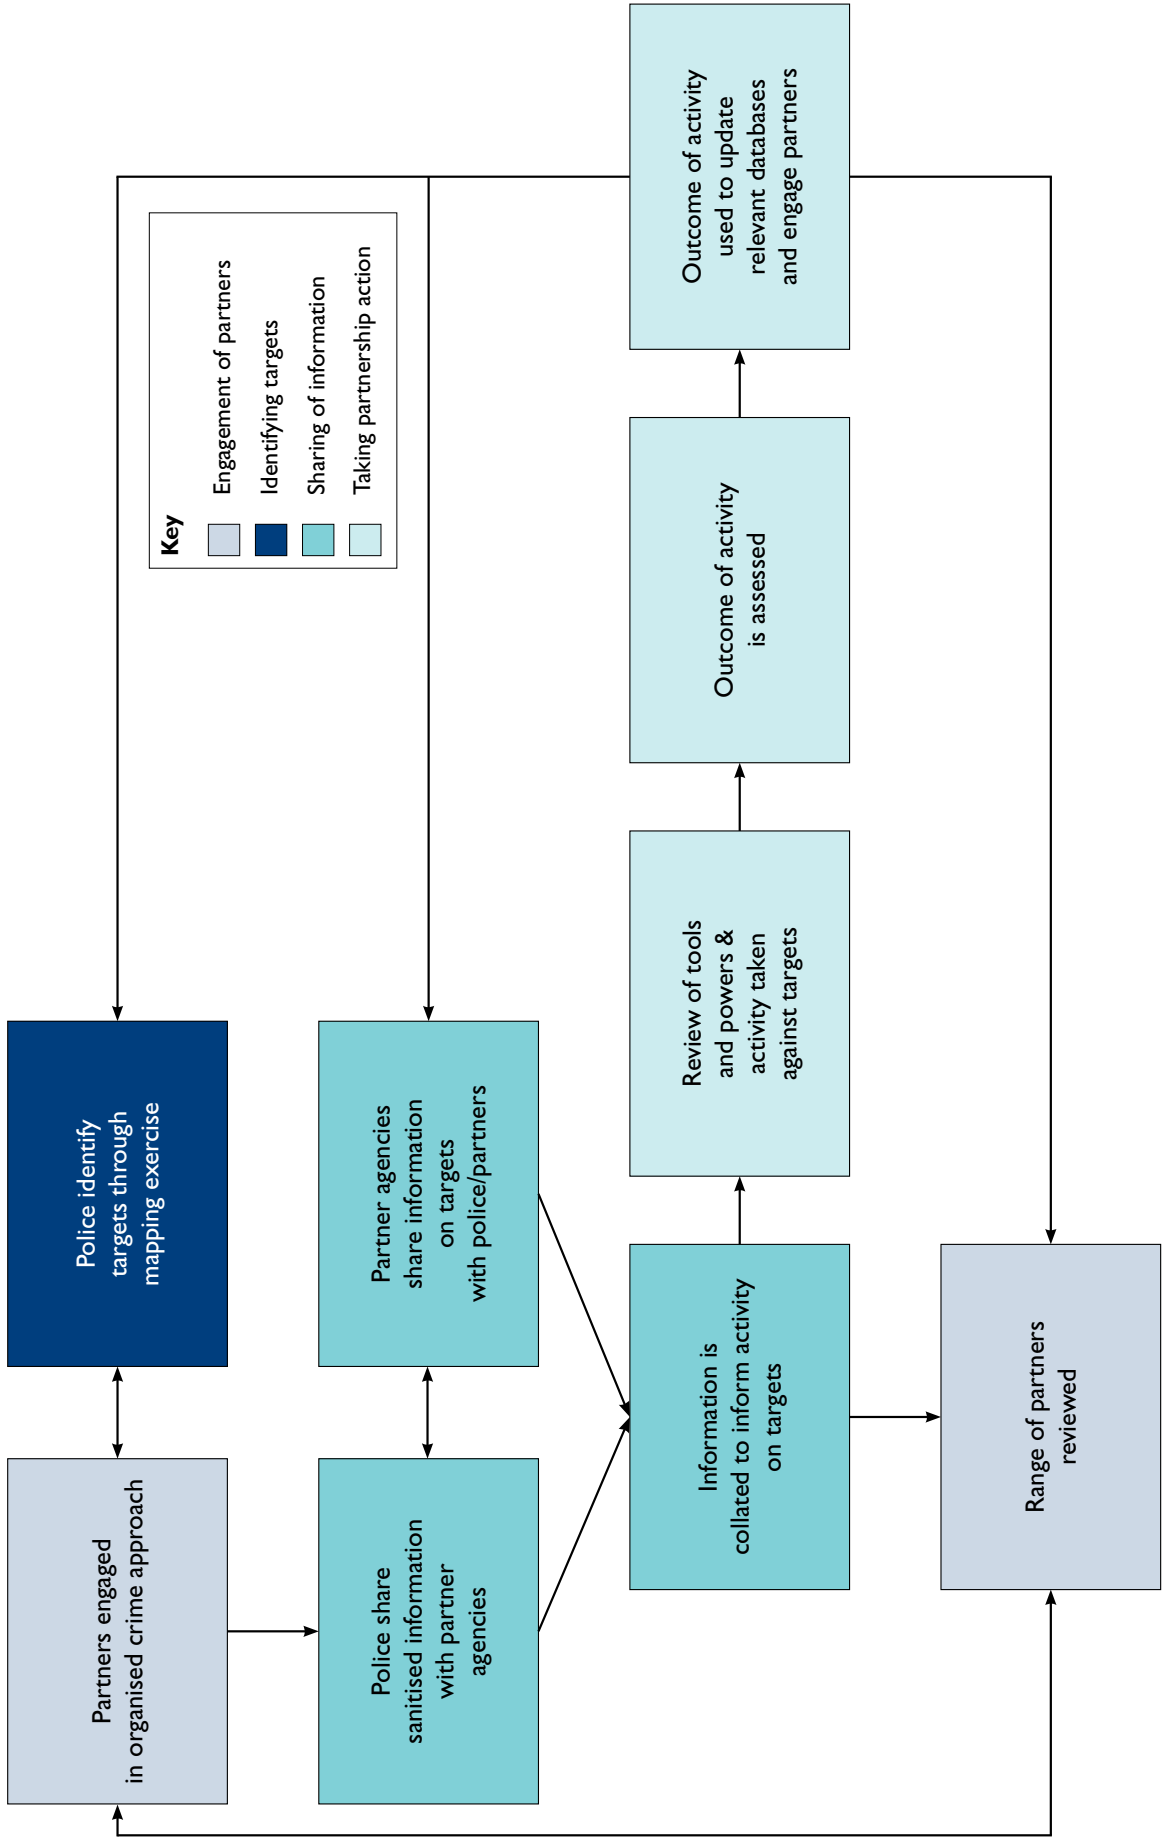 Partners engaged
in organised crime approach
Police identify
targets through
mapping exercise
Key
Engagement of partners
Identifying targets
Sharing of information
Taking partnership action
Police share
sanitised information
with partner
agencies
Partner agencies
share information
on targets
with police/partners
Information is
collated to inform activity
on targets
Review of tools
and powers &
activity taken
against targets
Outcome of activity
is assessed
Outcome of activity
used to update
relevant databases
and engage partners
Range of partners
reviewed